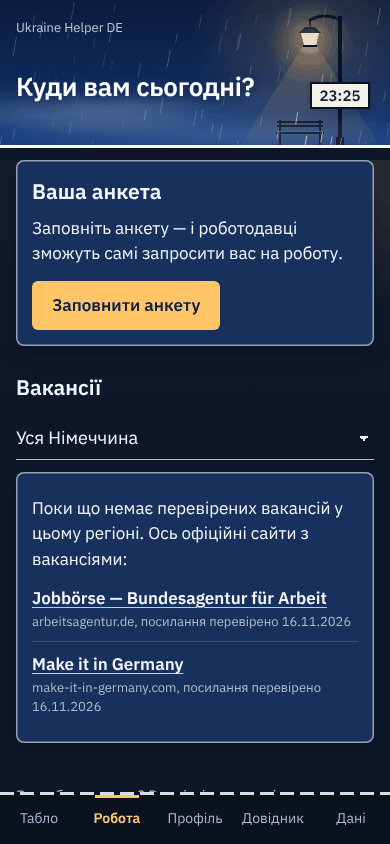 Ukraine Helper DE
Куди вам сьогодні?
23:25
Ваша анкета
Заповніть анкету — і роботодавці
зможуть самі запросити вас на роботу.
Заповнити анкету
Вакансії
Уся Німеччина
Поки що немає перевірених вакансій у
цьому регіоні. Ось офіційні сайти з
вакансіями:
Jobbörse — Bundesagentur für Arbeit
arbeitsagentur.de, посилання перевірено 16.11.2026
Make it in Germany
make-it-in-germany.com, посилання перевірено
16.11.2026
Табло
Робота
Профіль
Довідник
Дані